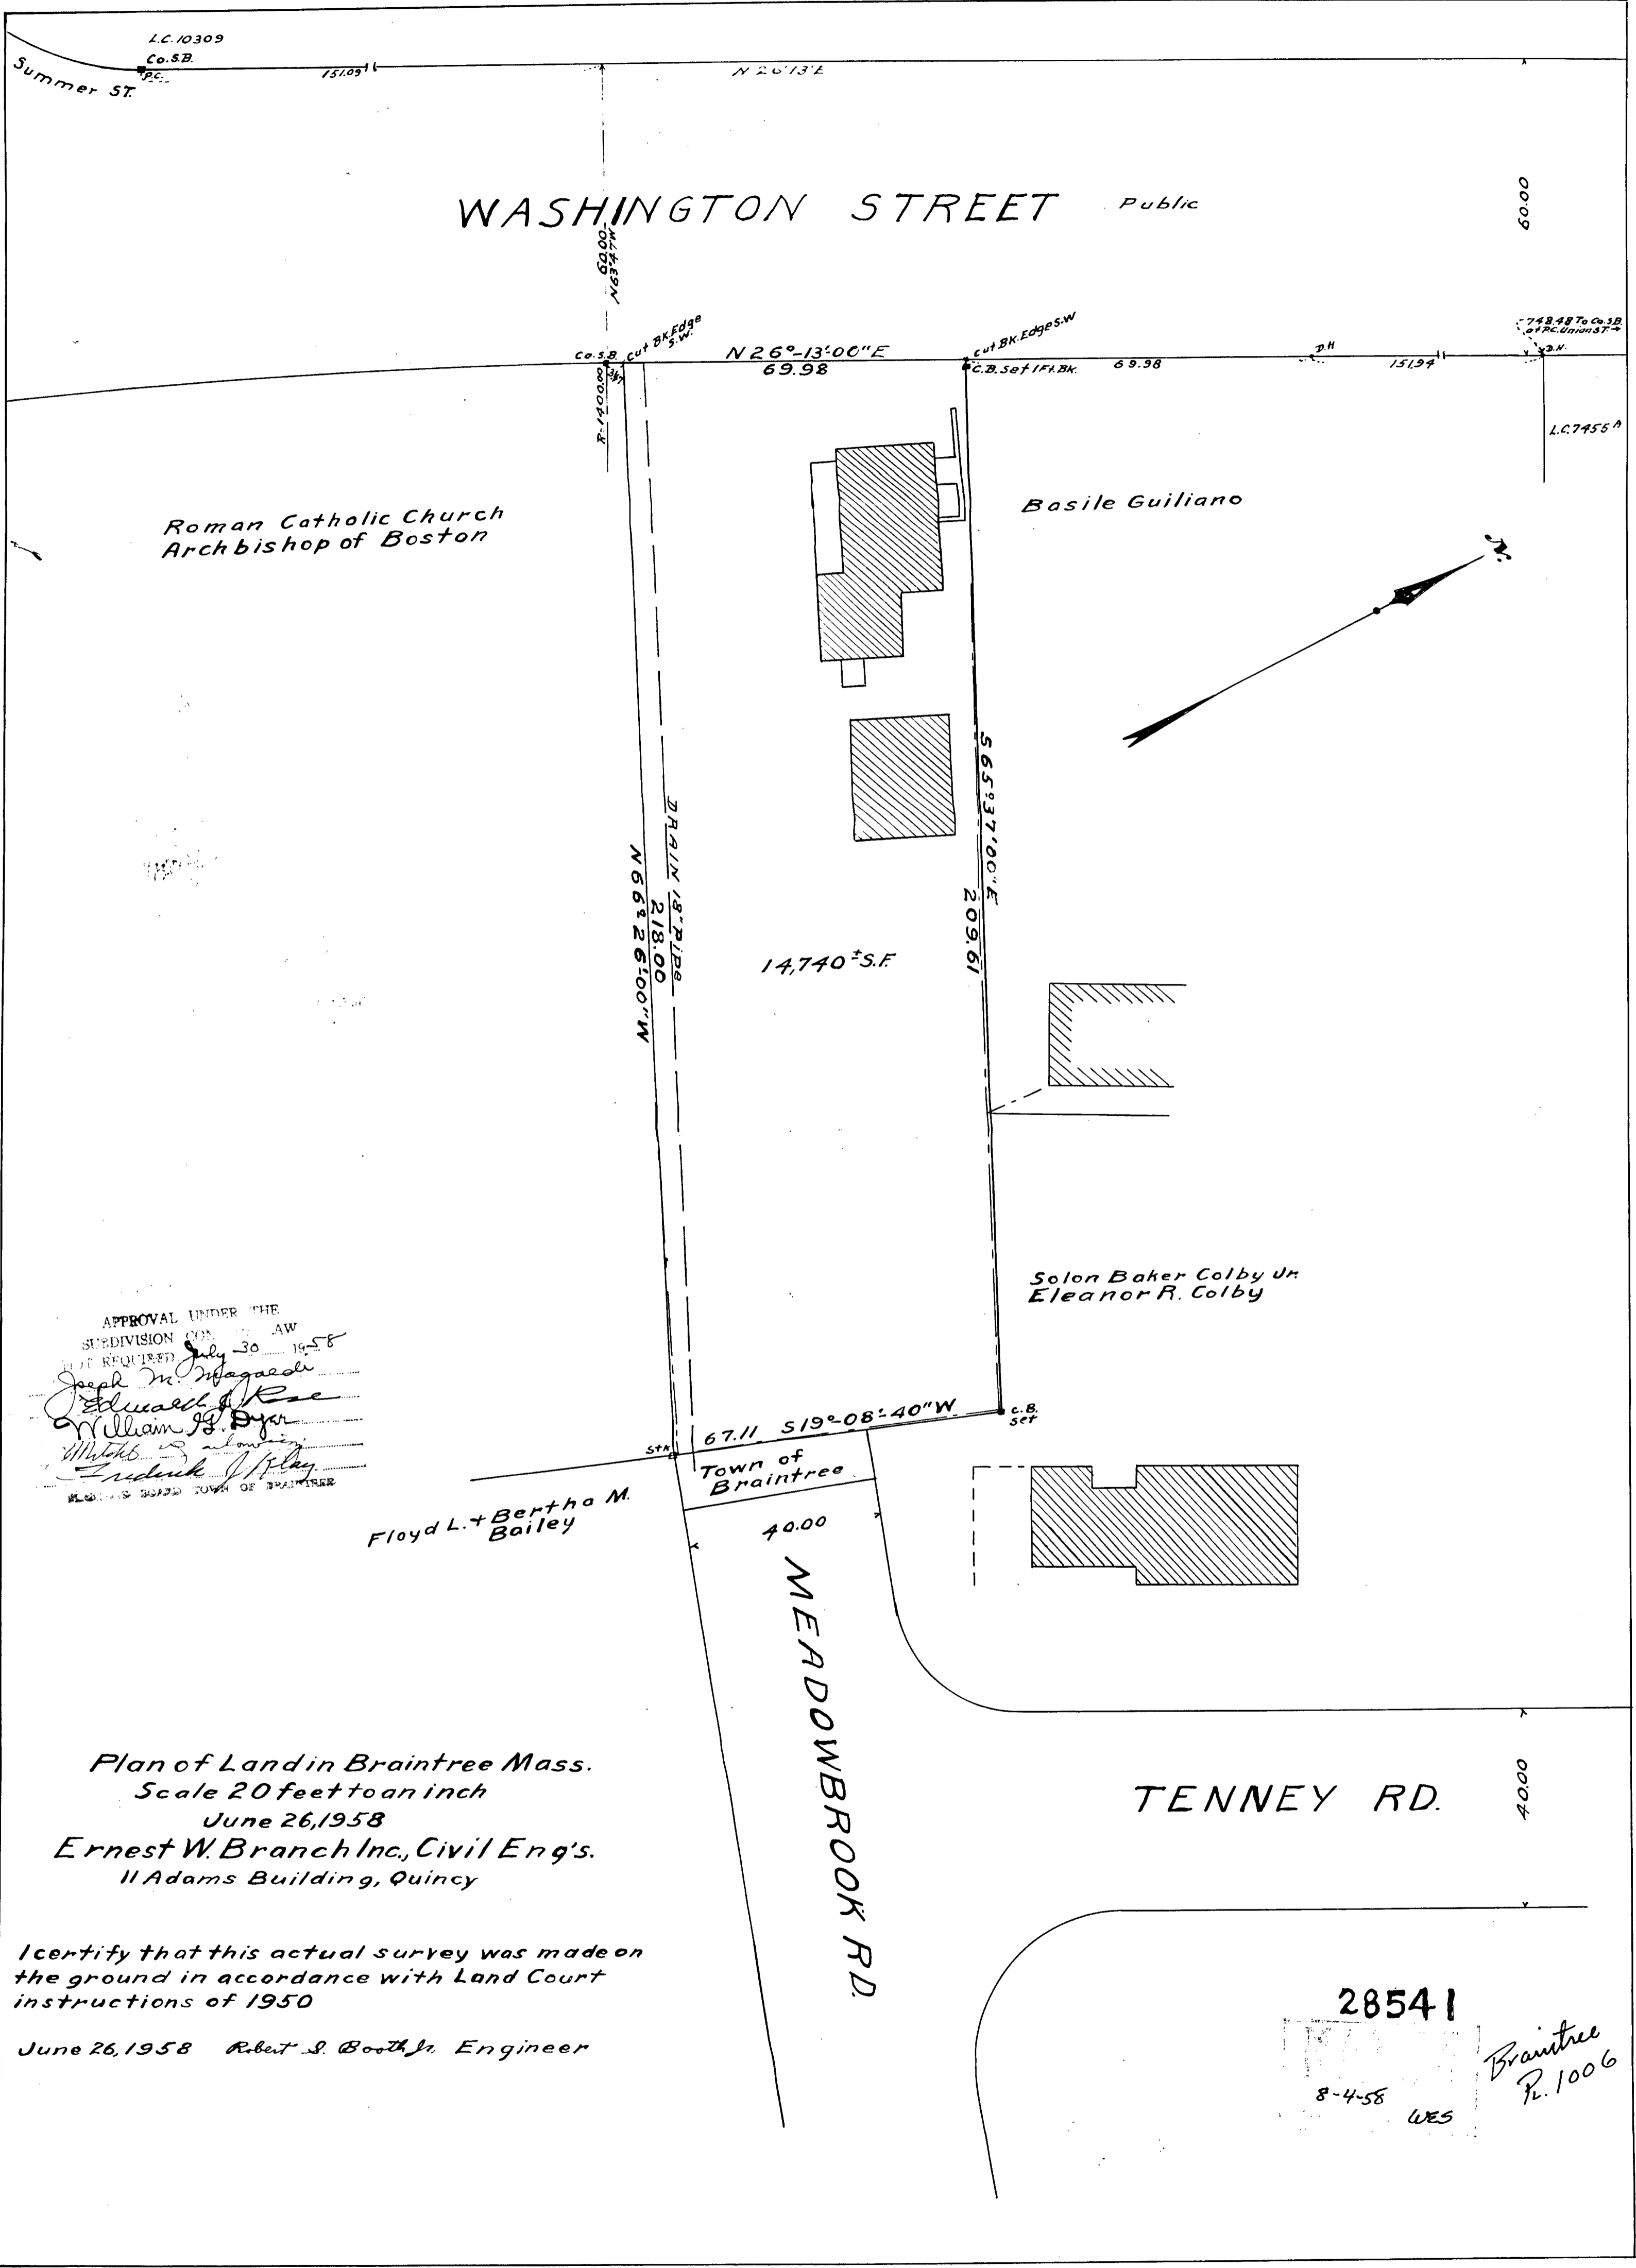 L.C. 10309
Co.S.B.
P.C.
Summer ST.
151.09
N 26°13'E
WASHINGTON STREET Public
60.00
N63°47'W
60.00
Co.S.B.
Cut BK.Edge
S.W.
N 26°-13'-00"E
69.98
Cut BK.Edge S.W
C.B. Set 1 Ft. BK.
69.98
D.H
151.94
748.48 To Co.S.B.
at P.C. Union ST.
D.H.
L.C. 7455 A
R-1400.00
Roman Catholic Church
Archbishop of Boston
Basile Guiliano
S 65°37'00"E
209.61
DRAIN 18" Pipe
218.00
N 66°26'00"W
14,740±S.F.
Solon Baker Colby Jr.
Eleanor R. Colby
APPROVAL UNDER THE
SUBDIVISION LAW
NOT REQUIRED July 30 1958
Joseph M. Magaldi
Edward J. Rose
William G. Dyer
Frederick J.
PLANNING BOARD TOWN OF BRAINTREE
67.11 S19°-08'-40"W
C.B.
Set
STK
Town of
Braintree
Floyd L. + Bertha M.
Bailey
40.00
MEADOWBROOK RD.
TENNEY RD.
40.00
Plan of Land in Braintree Mass.
Scale 20 feet to an inch
June 26, 1958
Ernest W. Branch Inc., Civil Eng's.
11 Adams Building, Quincy
I certify that this actual survey was made on
the ground in accordance with Land Court
instructions of 1950
June 26, 1958 Robert S. Booth Jr. Engineer
28541
8-4-58
WES
Braintree
PL. 1006